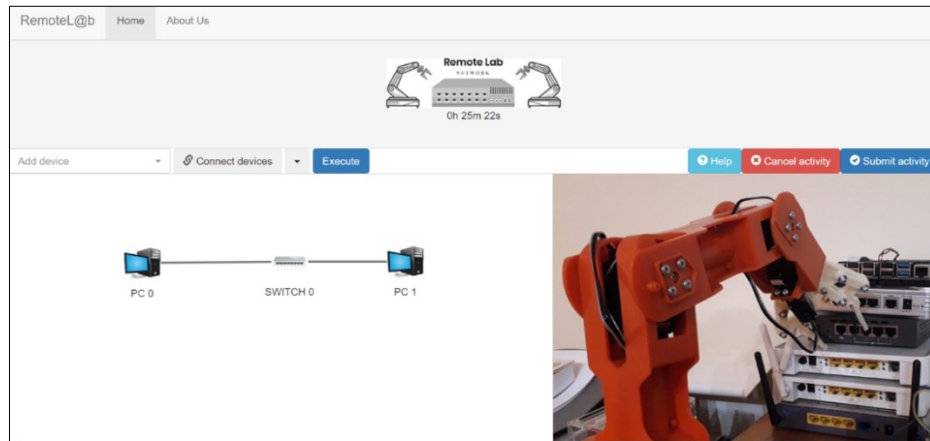 RemoteL@b Home About Us
Remote Lab
NETWORK
0h 25m 22s
Add device Connect devices Execute Help Cancel activity Submit activity
PC 0 SWITCH 0 PC 1